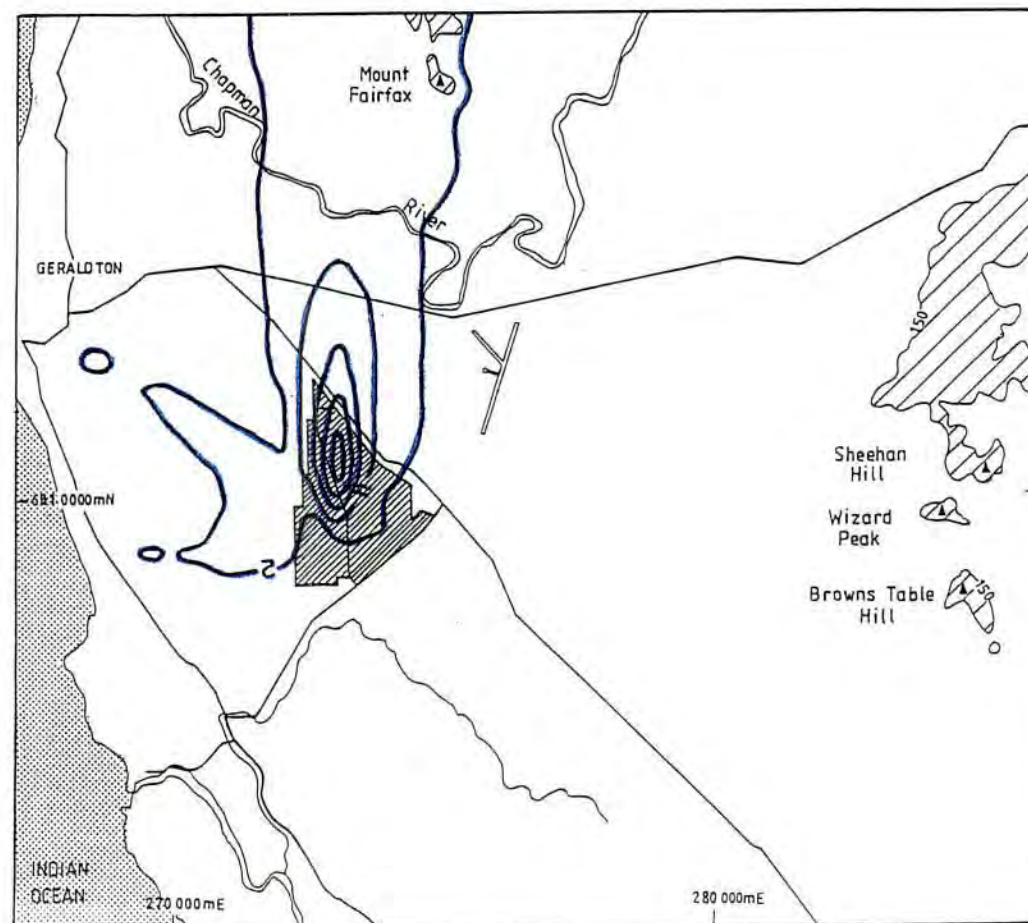 Mount
Fairfax
Chapman
River
GERALDTON
150
Sheehan
Hill
Wizard
Peak
Browns Table
Hill
150
2
INDIAN
OCEAN
270 000mE
280 000mE